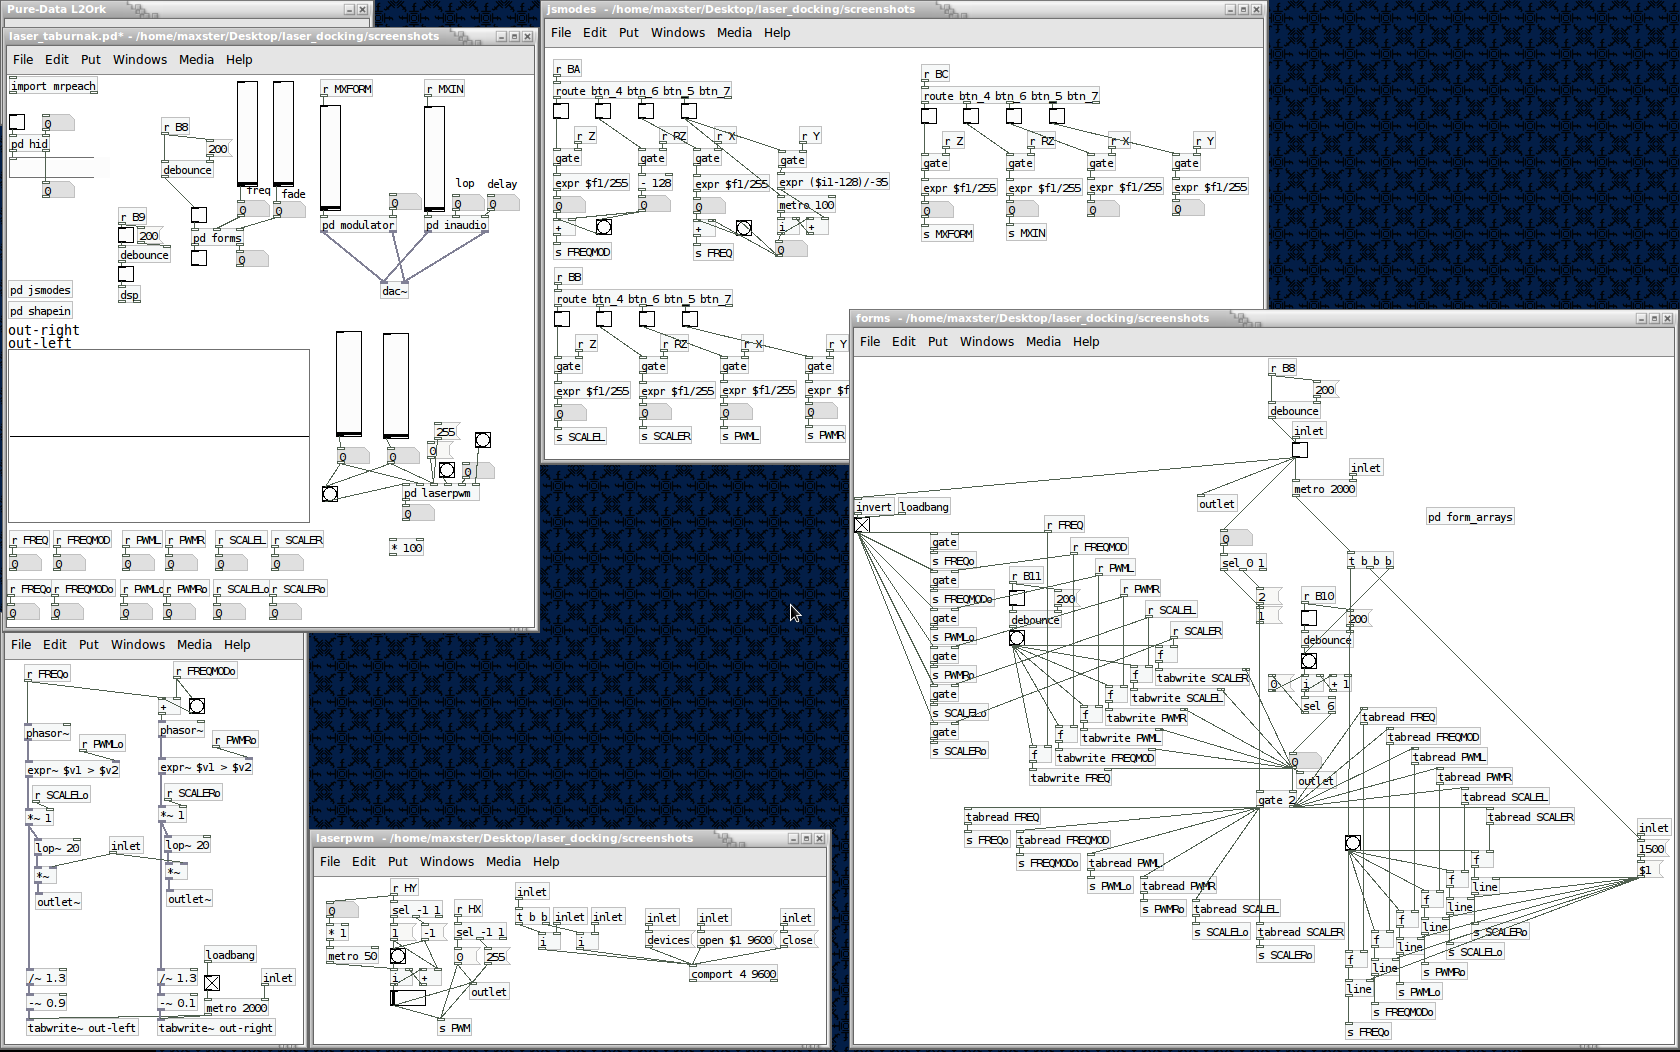 Pure-Data L2Ork
laser_taburnak.pd* - /home/maxster/Desktop/laser_docking/screenshots
File Edit Put Windows Media Help
import mrpeach
r MXFORM
r MXIN
0
r B8
pd hid
200
debounce
0
lop
delay
freq
fade
0
0
0
0
0
r B9
200
pd forms
pd modulator
pd inaudio
debounce
0
dsp
dac~
pd jsmodes
pd shapein
out-right
out-left
255
0
0
0
0
pd laserpwm
0
* 100
r FREQ
r FREQMOD
r PWML
r PWMR
r SCALEL
r SCALER
0
0
0
0
0
0
r FREQo
r FREQMODo
r PWMLo
r PWMRo
r SCALELo
r SCALERo
0
0
0
0
0
0
jsmodes - /home/maxster/Desktop/laser_docking/screenshots
File Edit Put Windows Media Help
r BA
route btn_4 btn_6 btn_5 btn_7
r Z
RZ
r X
r Y
gate
gate
gate
gate
expr $f1/255
- 128
expr $f1/255
expr ($i1-128)/-35
0
0
0
metro 100
+
+
i
+
s FREQMOD
s FREQ
0
r BC
route btn_4 btn_6 btn_5 btn_7
r Z
RZ
r X
r Y
gate
gate
gate
gate
expr $f1/255
expr $f1/255
expr $f1/255
expr $f1/255
0
0
0
0
s MXFORM
s MXIN
r BB
route btn_4 btn_6 btn_5 btn_7
r Z
r RZ
r X
r Y
gate
gate
gate
gate
expr $f1/255
expr $f1/255
expr $f1/255
expr $f
0
0
0
0
s SCALEL
s SCALER
s PWML
s PWMR
forms - /home/maxster/Desktop/laser_docking/screenshots
File Edit Put Windows Media Help
r B8
200
debounce
inlet
inlet
metro 2000
outlet
invert
loadbang
pd form_arrays
r FREQ
gate
r FREQMOD
0
s FREQo
sel 0 1
t b b b
r PWML
gate
r B11
r PWMR
s FREQMODo
200
2
r B10
r SCALEL
gate
debounce
1
200
s PWMLo
r SCALER
debounce
gate
f
s PWMRo
f
tabwrite SCALER
0
i
+ 1
gate
f
tabwrite SCALEL
sel 6
s SCALELo
f
tabwrite PWMR
tabread FREQ
gate
f
tabwrite PWML
tabread FREQMOD
s SCALERo
f
tabwrite FREQMOD
0
tabread PWML
tabwrite FREQ
outlet
tabread PWMR
gate 2
tabread SCALEL
tabread FREQ
tabread SCALER
s FREQo
tabread FREQMOD
inlet
s FREQMODo
tabread PWML
1500
s PWMLo
tabread PWMR
f
$1
s PWMRo
tabread SCALEL
f
line
s SCALELo
tabread SCALER
f
line
s SCALERo
f
line
s SCALERo
f
line
s SCALELo
f
line
s PWMRo
line
s PWMLo
s FREQMODo
s FREQo
File Edit Put Windows Media Help
r FREQo
r FREQMODo
+
phasor~
phasor~
r PWMLo
r PWMRo
expr~ $v1 > $v2
expr~ $v1 > $v2
r SCALELo
r SCALERo
*~ 1
*~ 1
lop~ 20
inlet
lop~ 20
*~
*~
outlet~
outlet~
loadbang
/~ 1.3
/~ 1.3
inlet
-~ 0.9
-~ 0.1
metro 2000
tabwrite~ out-left
tabwrite~ out-right
laserpwm - /home/maxster/Desktop/laser_docking/screenshots
File Edit Put Windows Media Help
r HY
inlet
0
sel -1 1
r HX
t b b
inlet
inlet
inlet
inlet
inlet
* 1
1
-1
sel -1 1
i
i
devices
open $1 9600
close
metro 50
0
255
i
+
comport 4 9600
outlet
s PWM